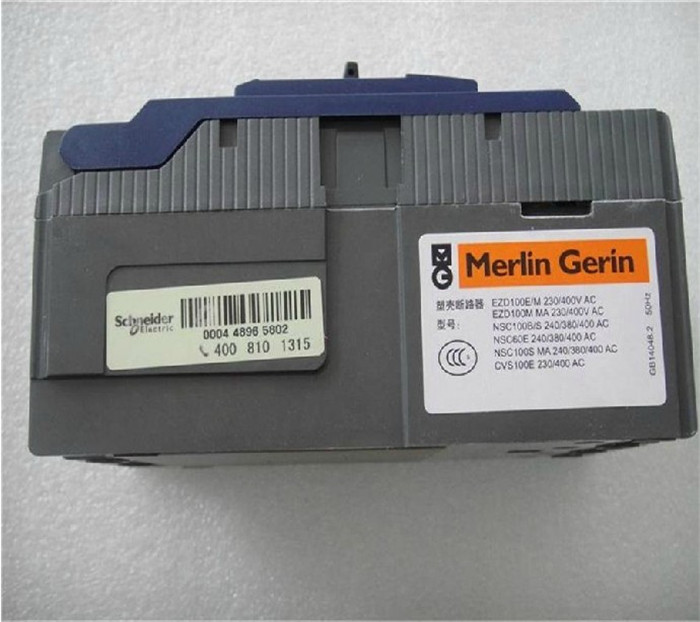 Schneider
Electric
0004 4896 5802
400 810 1315
MG
Merlin Gerin
塑壳断路器 EZD100E/M 230/400V AC
EZD100M MA 230/400V AC
型号: NSC100B/S 240/380/400 AC
NSC60E 240/380/400 AC
NSC100S MA 240/380/400 AC
CVS100E 230/400 AC
CCC
GB14048.2 50Hz